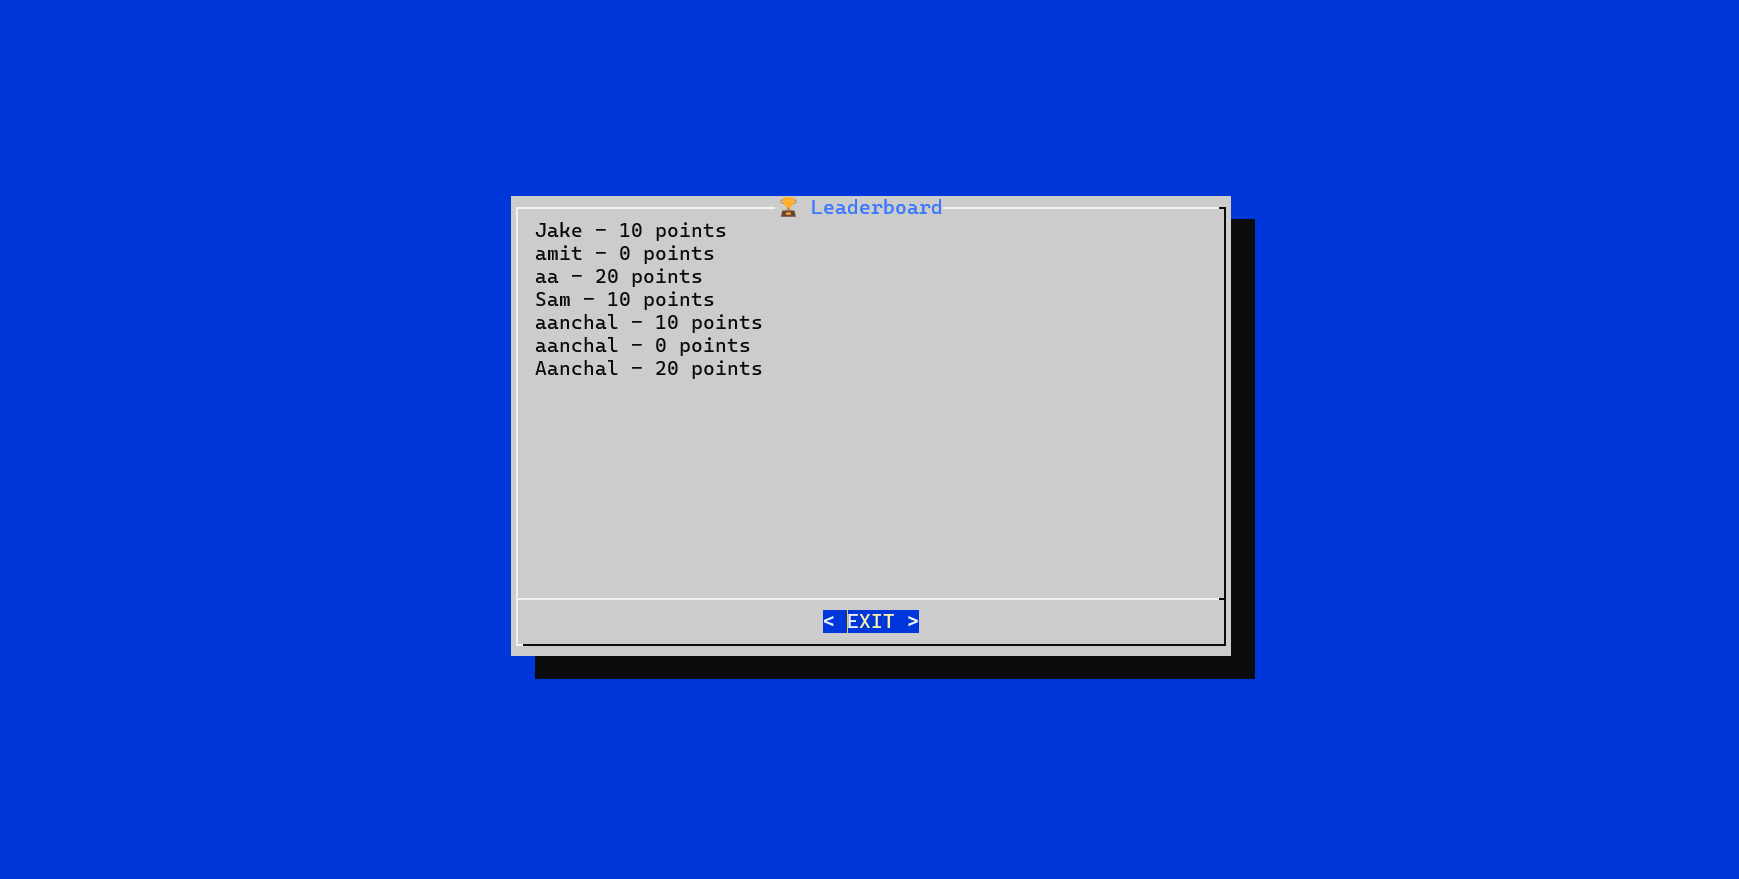 🏆 Leaderboard
Jake - 10 points
amit - 0 points
aa - 20 points
Sam - 10 points
aanchal - 10 points
aanchal - 0 points
Aanchal - 20 points
< EXIT >